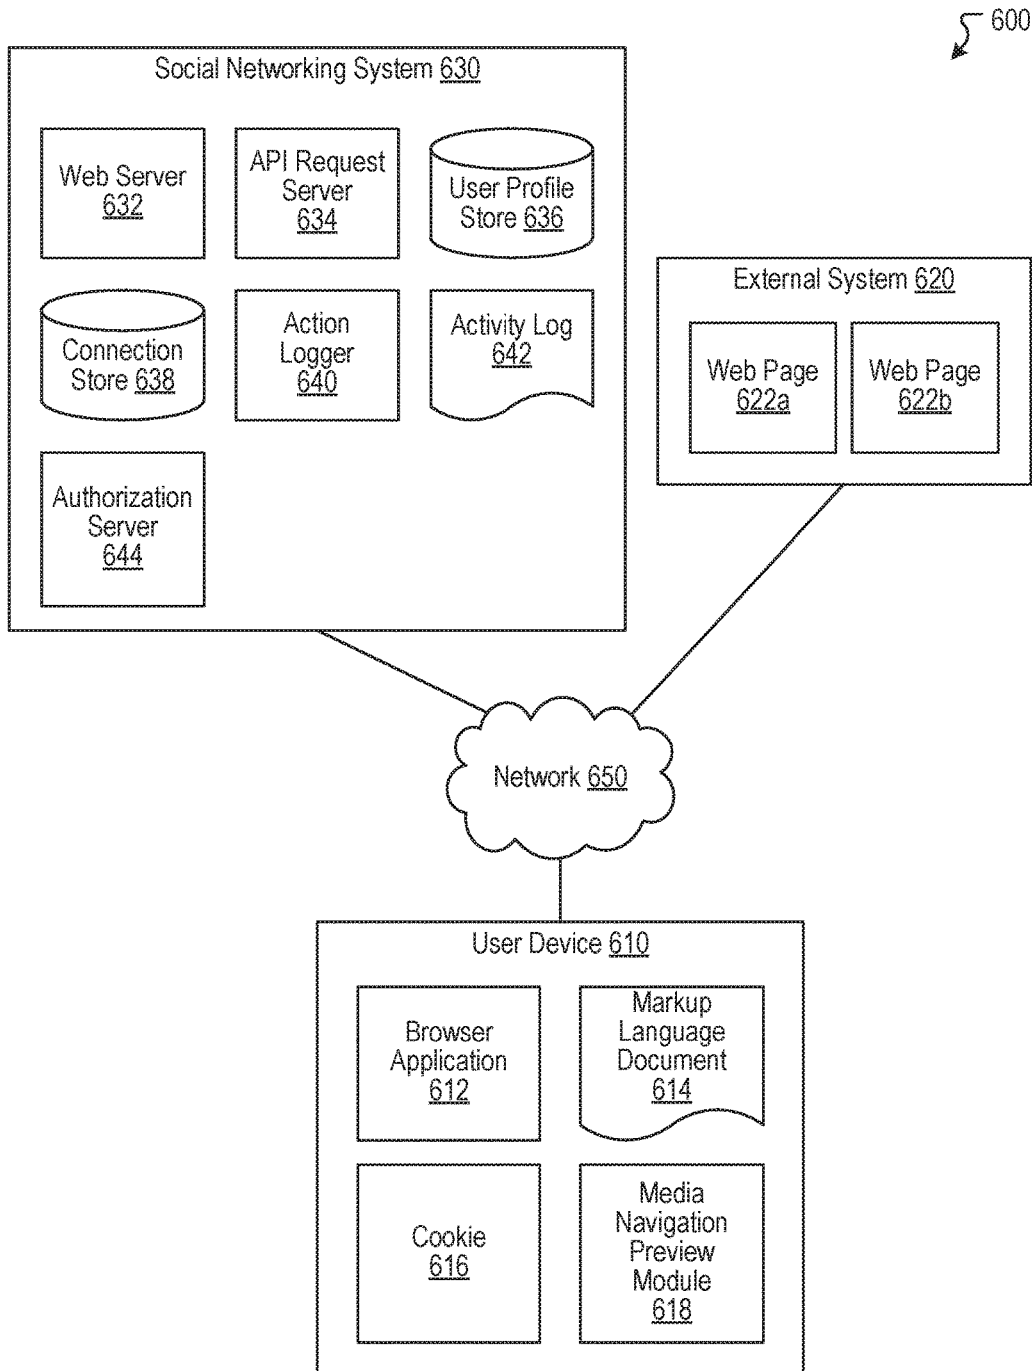 600
Social Networking System 630
Web Server
632
API Request
Server
634
User Profile
Store 636
Connection
Store 638
Action
Logger
640
Activity Log
642
Authorization
Server
644
External System 620
Web Page
622a
Web Page
622b
Network 650
User Device 610
Browser
Application
612
Markup
Language
Document
614
Cookie
616
Media
Navigation
Preview
Module
618